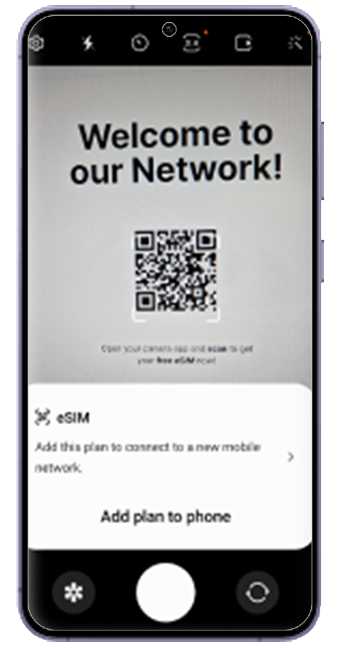 Welcome to
our Network!
Open your camera app and scan to get
your free eSIM now!
eSIM
Add this plan to connect to a new mobile
network.
Add plan to phone